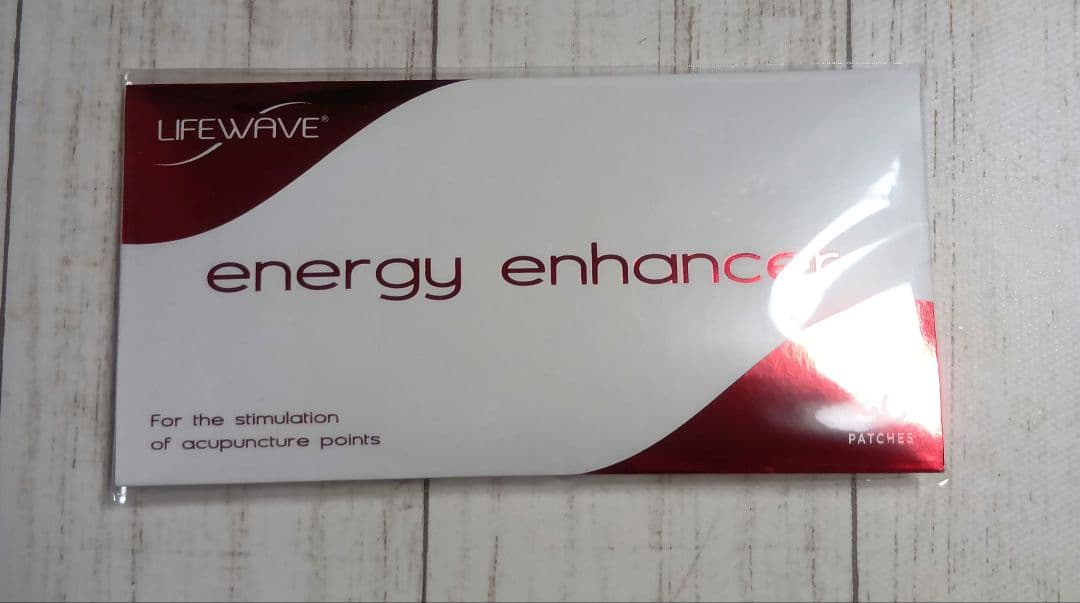 LIFEWAVE®
energy enhancer
For the stimulation
of acupuncture points
PATCHES